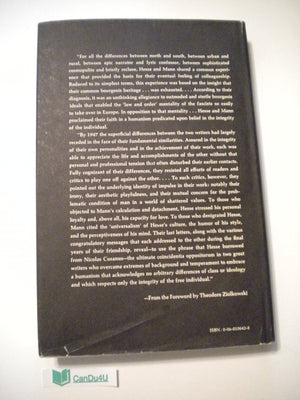 "For all the differences between north and south, between urban and
rural, between epic narrator and lyric confessor, between sophisticated
cosmopolite and briefly recluse, Hesse and Mann shared a common experi-
ence that provided the basis for their eventual feeling of colleagueship.
Reduced to its simplest terms, this experience was based on the insight that
their common bourgeois heritage . . . was exhausted. . . . According to their
diagnosis, it was an unthinking allegiance to outmoded and sterile bourgeois
ideals that enabled the 'law and order' mentality of the fascists so easily
to take over in Europe. In opposition to that mentality, Hesse and Mann
proclaimed their faith in a humanism predicated upon belief in the integrity
of the individual.
"By 1947 the superficial differences between the two writers had largely
receded in the face of their fundamental similarities. Assured in the integrity
of their own personalities and in the achievement of their work, each was
able to appreciate the life and accomplishments of the other without that
personal and professional tension that often disturbed their earlier contacts.
Fully cognizant of their differences, they resisted all efforts of readers and
critics to play one off against the other. . . . To such critics, however, they
pointed out the underlying identity of impulse in their work: notably their
irony, their aesthetic playfulness, and their mutual concern for the prob-
lematic condition of man in a world of shattered values. To those who
objected to Mann's calculation and detachment, Hesse stressed his personal
loyalty and, above all, his capacity for love. To those who denigrated Hesse,
Mann cited the 'universalism' of Hesse's culture, the humor of his style,
and the perceptiveness of his mind. Their last letters, along with the various
congratulatory messages that each addressed to the other during the final
years of their friendship, reveal—to use the phrase that Hesse borrowed
from Nicolas Cusanus—the ultimate coincidentia oppositorum in two great
writers who overcame extremes of background and temperament to embrace
a humanism that acknowledges no arbitrary differences of class or ideology
and which respects only the integrity of the free individual."
—From the Foreword by Theodore Ziolkowski
CanDu4U